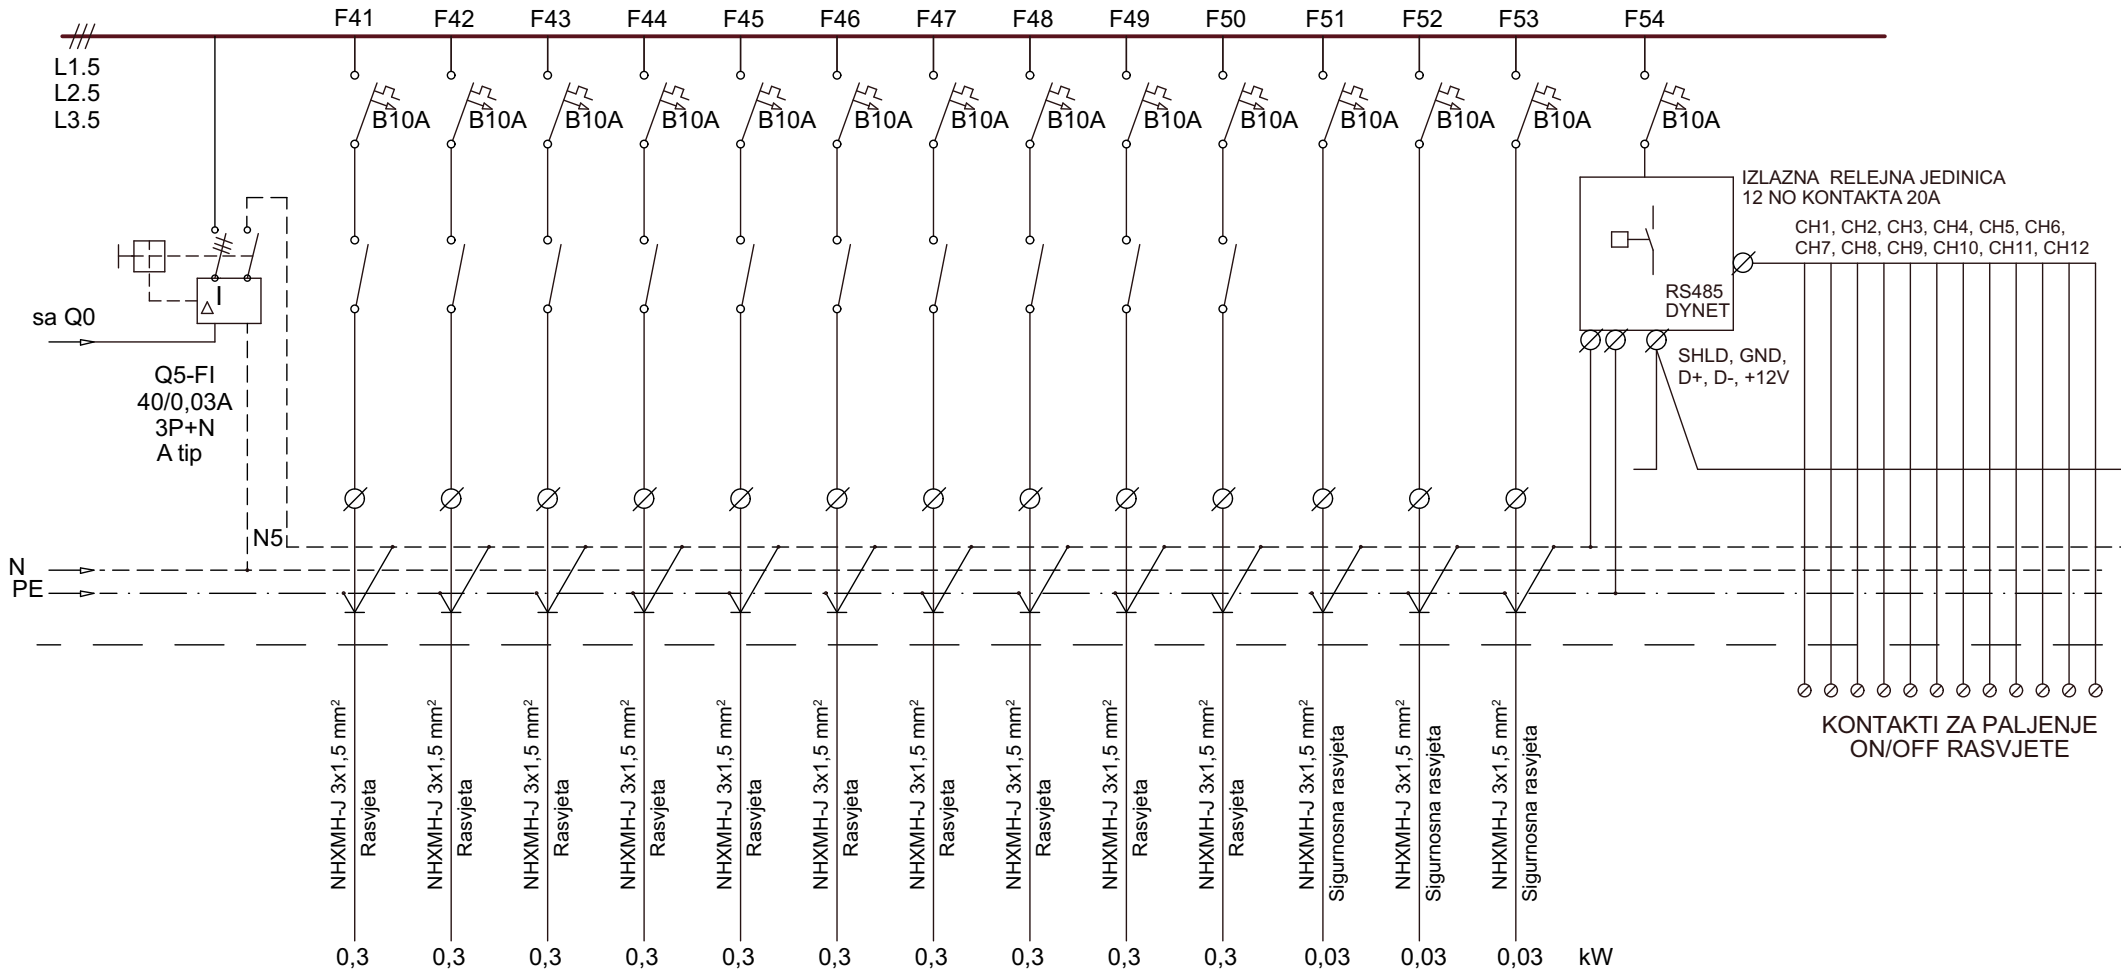 F41 F42 F43 F44 F45 F46 F47 F48 F49 F50 F51 F52 F53 F54
L1.5
L2.5
L3.5
B10A B10A B10A B10A B10A B10A B10A B10A B10A B10A B10A B10A B10A B10A
IZLAZNA RELEJNA JEDINICA
12 NO KONTAKTA 20A
CH1, CH2, CH3, CH4, CH5, CH6,
CH7, CH8, CH9, CH10, CH11, CH12
RS485
DYNET
SHLD, GND,
D+, D-, +12V
I
sa Q0
Q5-FI
40/0,03A
3P+N
A tip
N5
N
PE
NHXMH-J 3x1,5 mm²
Rasvjeta
NHXMH-J 3x1,5 mm²
Rasvjeta
NHXMH-J 3x1,5 mm²
Rasvjeta
NHXMH-J 3x1,5 mm²
Rasvjeta
NHXMH-J 3x1,5 mm²
Rasvjeta
NHXMH-J 3x1,5 mm²
Rasvjeta
NHXMH-J 3x1,5 mm²
Rasvjeta
NHXMH-J 3x1,5 mm²
Rasvjeta
NHXMH-J 3x1,5 mm²
Rasvjeta
NHXMH-J 3x1,5 mm²
Rasvjeta
NHXMH-J 3x1,5 mm²
Sigurnosna rasvjeta
NHXMH-J 3x1,5 mm²
Sigurnosna rasvjeta
NHXMH-J 3x1,5 mm²
Sigurnosna rasvjeta
KONTAKTI ZA PALJENJE
ON/OFF RASVJETE
0,3 0,3 0,3 0,3 0,3 0,3 0,3 0,3 0,3 0,3 0,03 0,03 0,03 kW